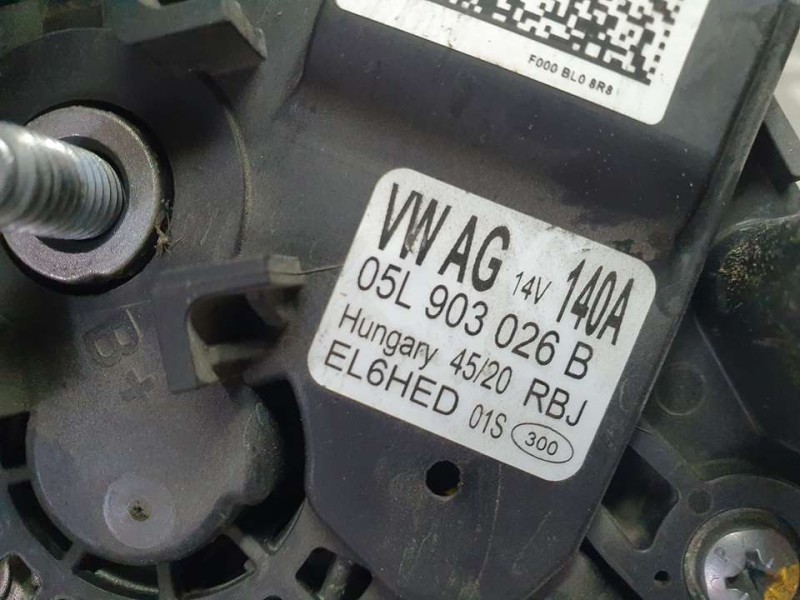 F000 BL0 8R8
VW AG 14V 140A
05L 903 026 B
Hungary 45/20 RBJ
EL6HED 01S 300
B+